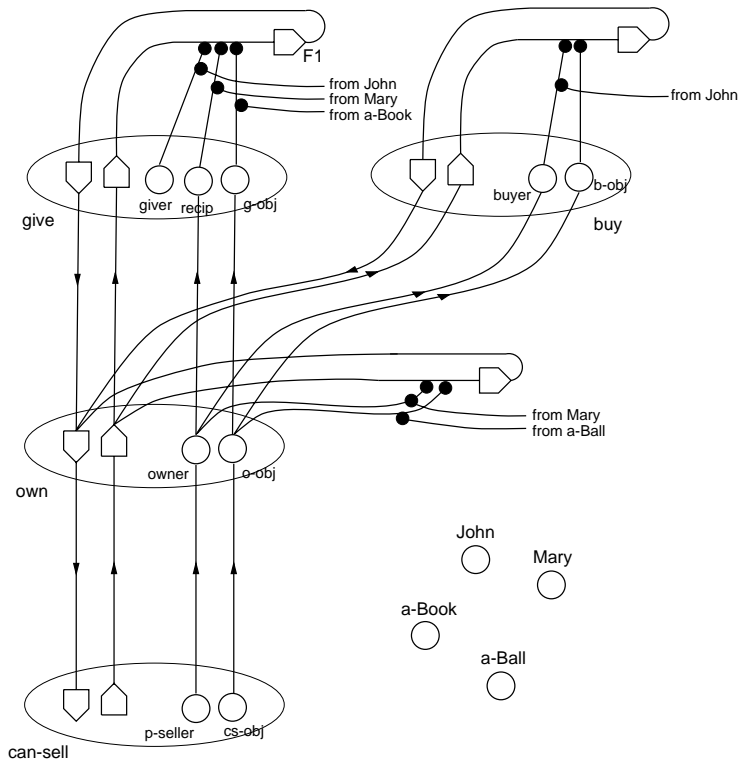 F1
from John
from Mary
from a-Book
from John
giver
recip
g-obj
give
buyer
b-obj
buy
from Mary
from a-Ball
owner
o-obj
own
John
Mary
a-Book
a-Ball
p-seller
cs-obj
can-sell